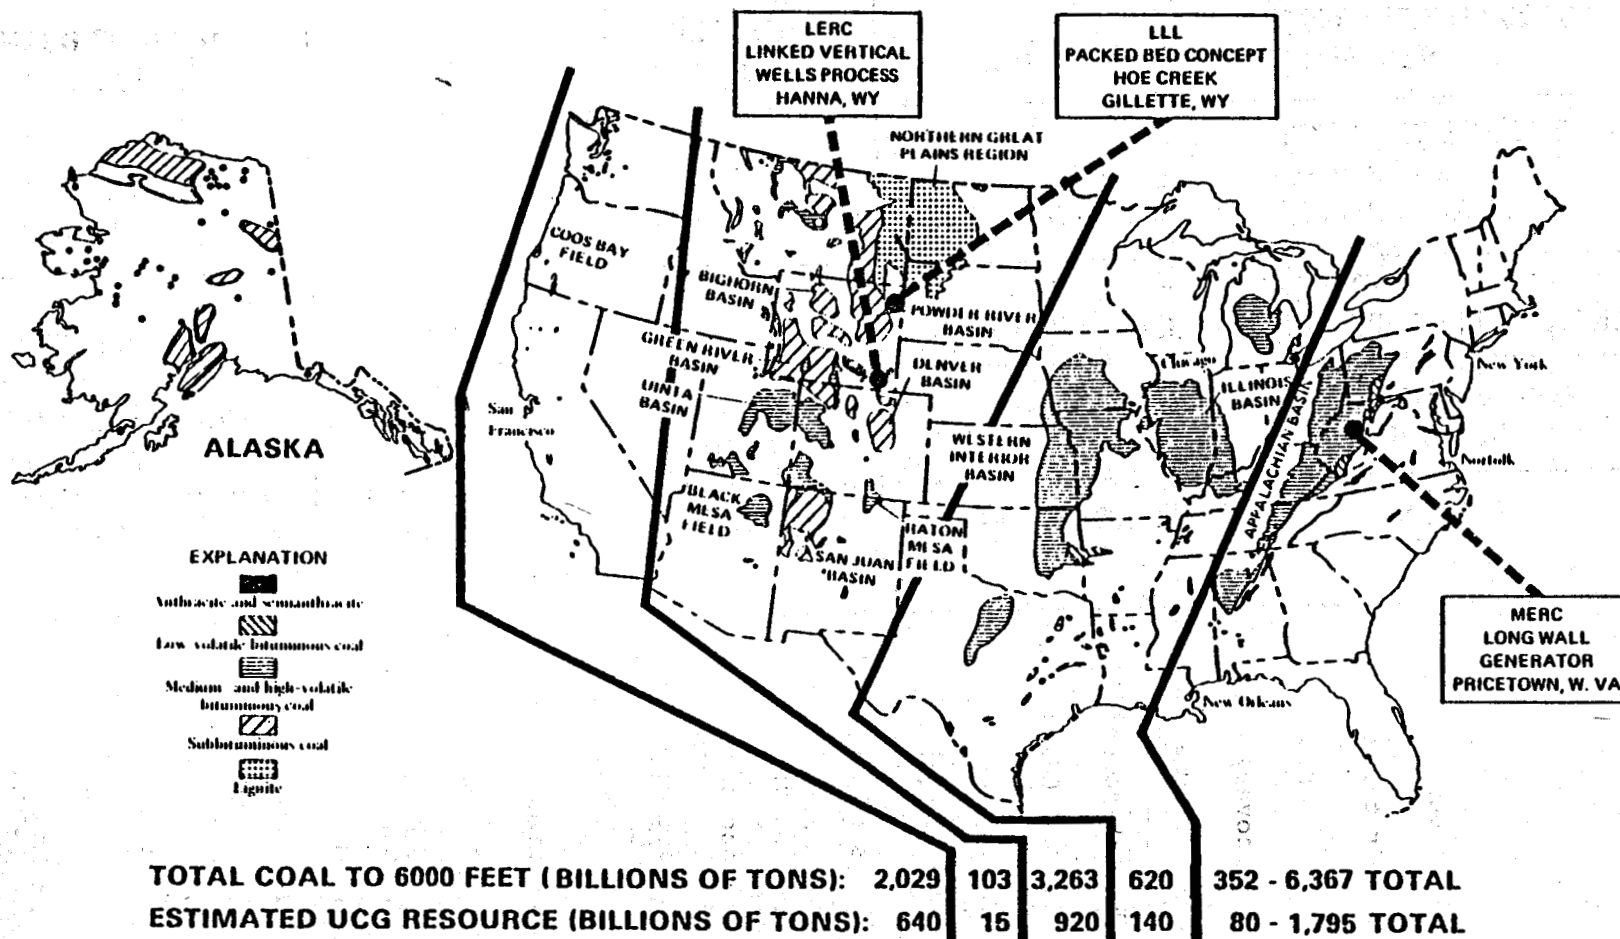 LERC
LINKED VERTICAL
WELLS PROCESS
HANNA, WY
LLL
PACKED BED CONCEPT
HOE CREEK
GILLETTE, WY
NORTHERN GREAT
PLAINS REGION
COOS BAY
FIELD
BIGHORN
BASIN
POWDER RIVER
BASIN
GREEN RIVER
BASIN
UINTA
BASIN
DENVER
BASIN
Chicago
ILLINOIS
BASIN
New York
San
Francisco
ALASKA
WESTERN
INTERIOR
BASIN
APPALACHIAN BASIN
Norfolk
BLACK
MESA
FIELD
RATON
MESA
FIELD
SAN JUAN
BASIN
EXPLANATION
Anthracite and semianthracite
Low volatile bituminous coal
Medium and high-volatile
bituminous coal
Subbituminous coal
Lignite
MERC
LONG WALL
GENERATOR
PRICETOWN, W. VA
New Orleans
TOTAL COAL TO 6000 FEET (BILLIONS OF TONS): 2,029 103 3,263 620 352 - 6,367 TOTAL
ESTIMATED UCG RESOURCE (BILLIONS OF TONS): 640 15 920 140 80 - 1,795 TOTAL